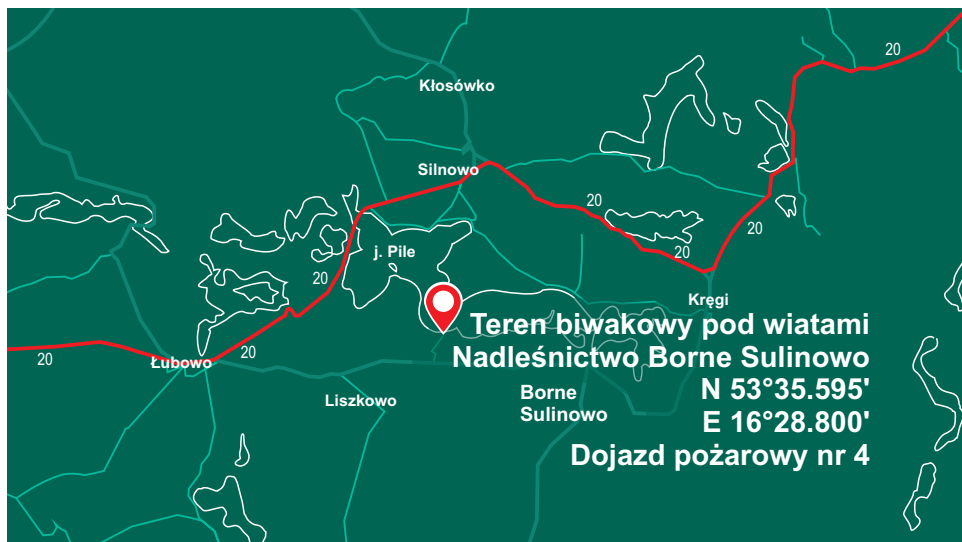 20
Kłosówko
Silnowo
20
20
j. Pile
20
20
Kręgi
Teren biwakowy pod wiatami
20
20
Łubowo
Nadleśnictwo Borne Sulinowo
N 53°35.595'
Liszkowo
Borne
Sulinowo
E 16°28.800'
Dojazd pożarowy nr 4